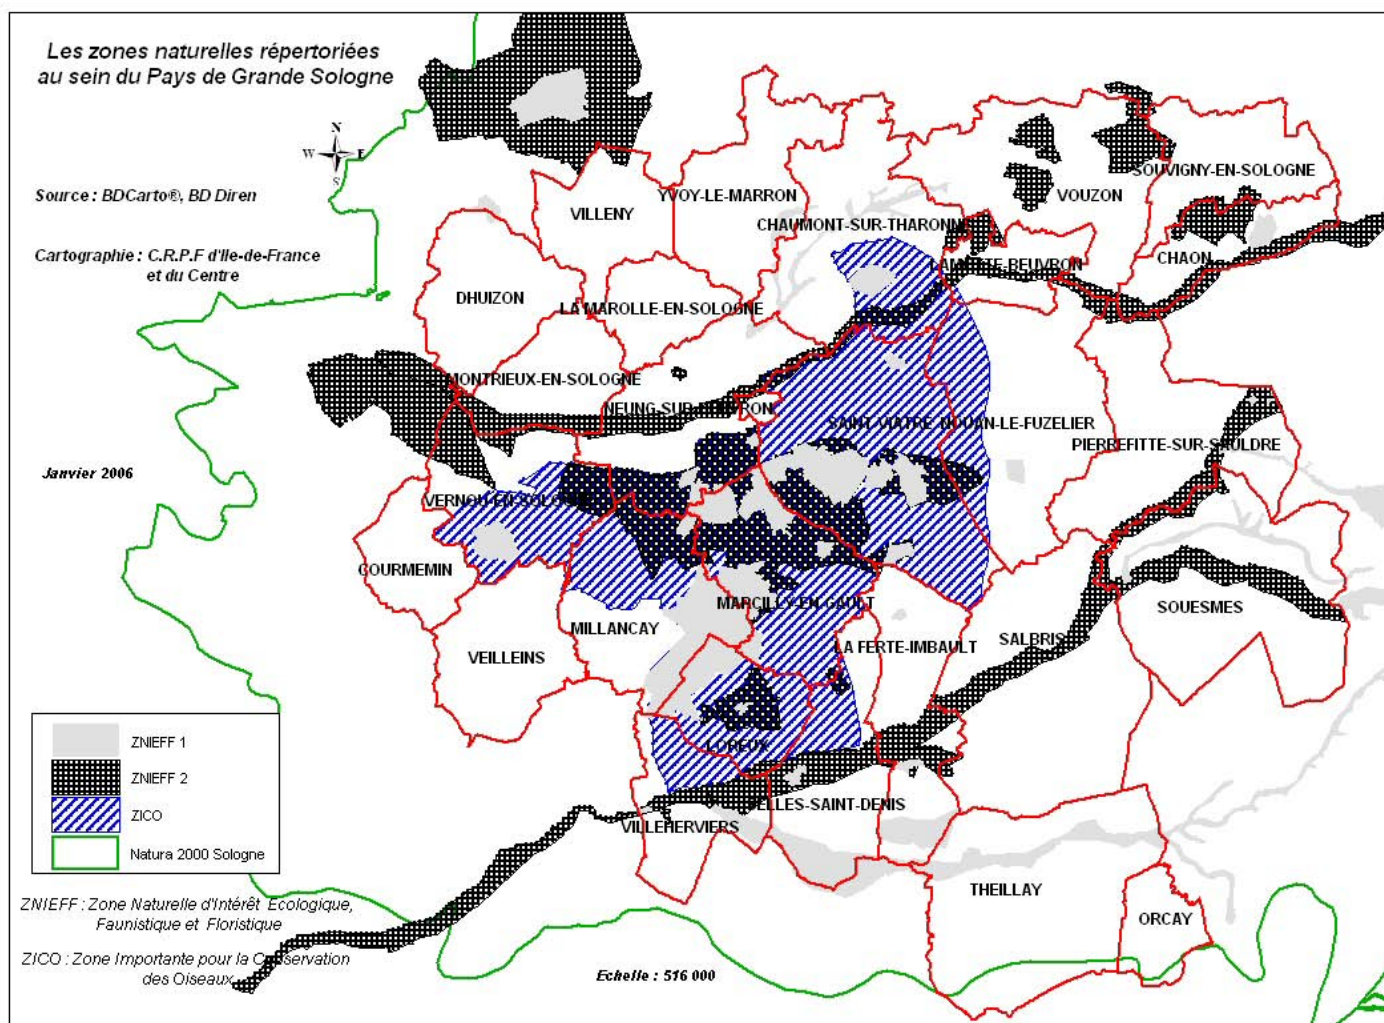 Les zones naturelles répertoriées
au sein du Pays de Grande Sologne
N
W E
S
Source : BDCarto®, BD Diren
Cartographie : C.R.P.F d'Ile-de-France
et du Centre
Janvier 2006
SOUVIGNY-EN-SOLOGNE
YVOY-LE-MARRON
VOUZON
VILLENY
CHAUMONT-SUR-THARONNE
CHAON
LAMOTTE-BEUVRON
DHUIZON
LA MAROLLE-EN-SOLOGNE
MONTRIEUX-EN-SOLOGNE
NEUNG-SUR-BEUVRON
SAINT-VIATRE
NOUAN-LE-FUZELIER
PIERREFITTE-SUR-SAULDRE
VERNOU-EN-SOLOGNE
COURMEMIN
MARCILLY-EN-GAULT
SOUESMES
MILLANCAY
LA FERTE-IMBAULT
SALBRIS
VEILLEINS
LOREUX
SELLES-SAINT-DENIS
VILLEHERVIERS
THEILLAY
ORCAY
ZNIEFF 1
ZNIEFF 2
ZICO
Natura 2000 Sologne
ZNIEFF : Zone Naturelle d'Intérêt Ecologique,
Faunistique et Floristique
ZICO : Zone Importante pour la Conservation
des Oiseaux
Echelle : 516 000